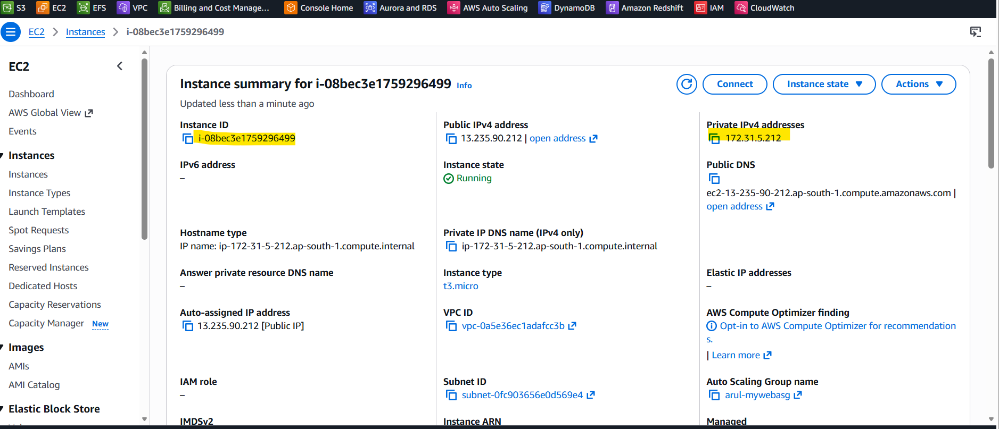 S3 EC2 EFS VPC Billing and Cost Manage... Console Home Aurora and RDS AWS Auto Scaling DynamoDB Amazon Redshift IAM CloudWatch
EC2 Instances i-08bec3e1759296499
EC2
Dashboard
AWS Global View
Events
Instances
Instances
Instance Types
Launch Templates
Spot Requests
Savings Plans
Reserved Instances
Dedicated Hosts
Capacity Reservations
Capacity Manager New
Images
AMIs
AMI Catalog
Elastic Block Store
Instance summary for i-08bec3e1759296499 Info
Connect Instance state Actions
Updated less than a minute ago
Instance ID
i-08bec3e1759296499
Public IPv4 address
13.235.90.212 | open address
Private IPv4 addresses
172.31.5.212
IPv6 address
–
Instance state
Running
Public DNS
ec2-13-235-90-212.ap-south-1.compute.amazonaws.com |
open address
Hostname type
IP name: ip-172-31-5-212.ap-south-1.compute.internal
Private IP DNS name (IPv4 only)
ip-172-31-5-212.ap-south-1.compute.internal
Answer private resource DNS name
–
Instance type
t3.micro
Elastic IP addresses
–
Auto-assigned IP address
13.235.90.212 [Public IP]
VPC ID
vpc-0a5e36ec1adafcc3b
AWS Compute Optimizer finding
Opt-in to AWS Compute Optimizer for recommendation
s.
| Learn more
IAM role
–
Subnet ID
subnet-0fc903656e0d569e4
Auto Scaling Group name
arul-mywebasg
IMDSv2
Instance ARN
Managed